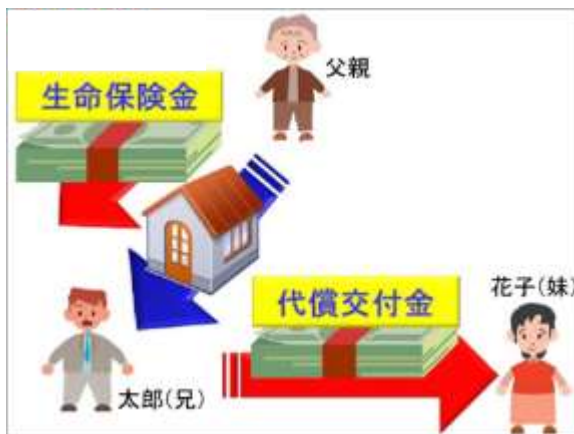 父親
生命保険金
花子(妹)
代償交付金
太郎(兄)